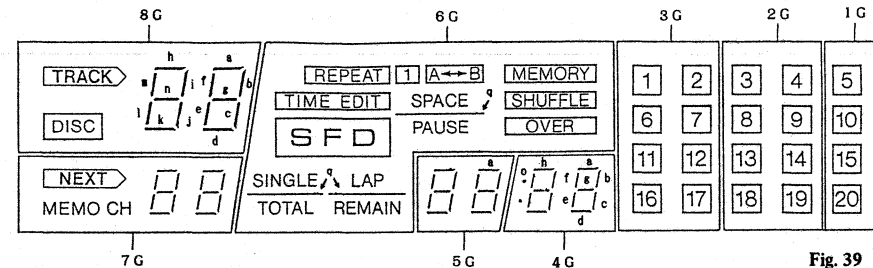 8G 6G 3G 2G 1G
h a
TRACK m n i f g b REPEAT 1 A↔B MEMORY 1 2 3 4 5
TIME EDIT SPACE q SHUFFLE
DISC l k j e c SFD PAUSE OVER 6 7 8 9 10
d
a h a
NEXT SINGLE q LAP o f g b 11 12 13 14 15
MEMO CH TOTAL REMAIN e c 16 17 18 19 20
d
7G 5G 4G Fig. 39